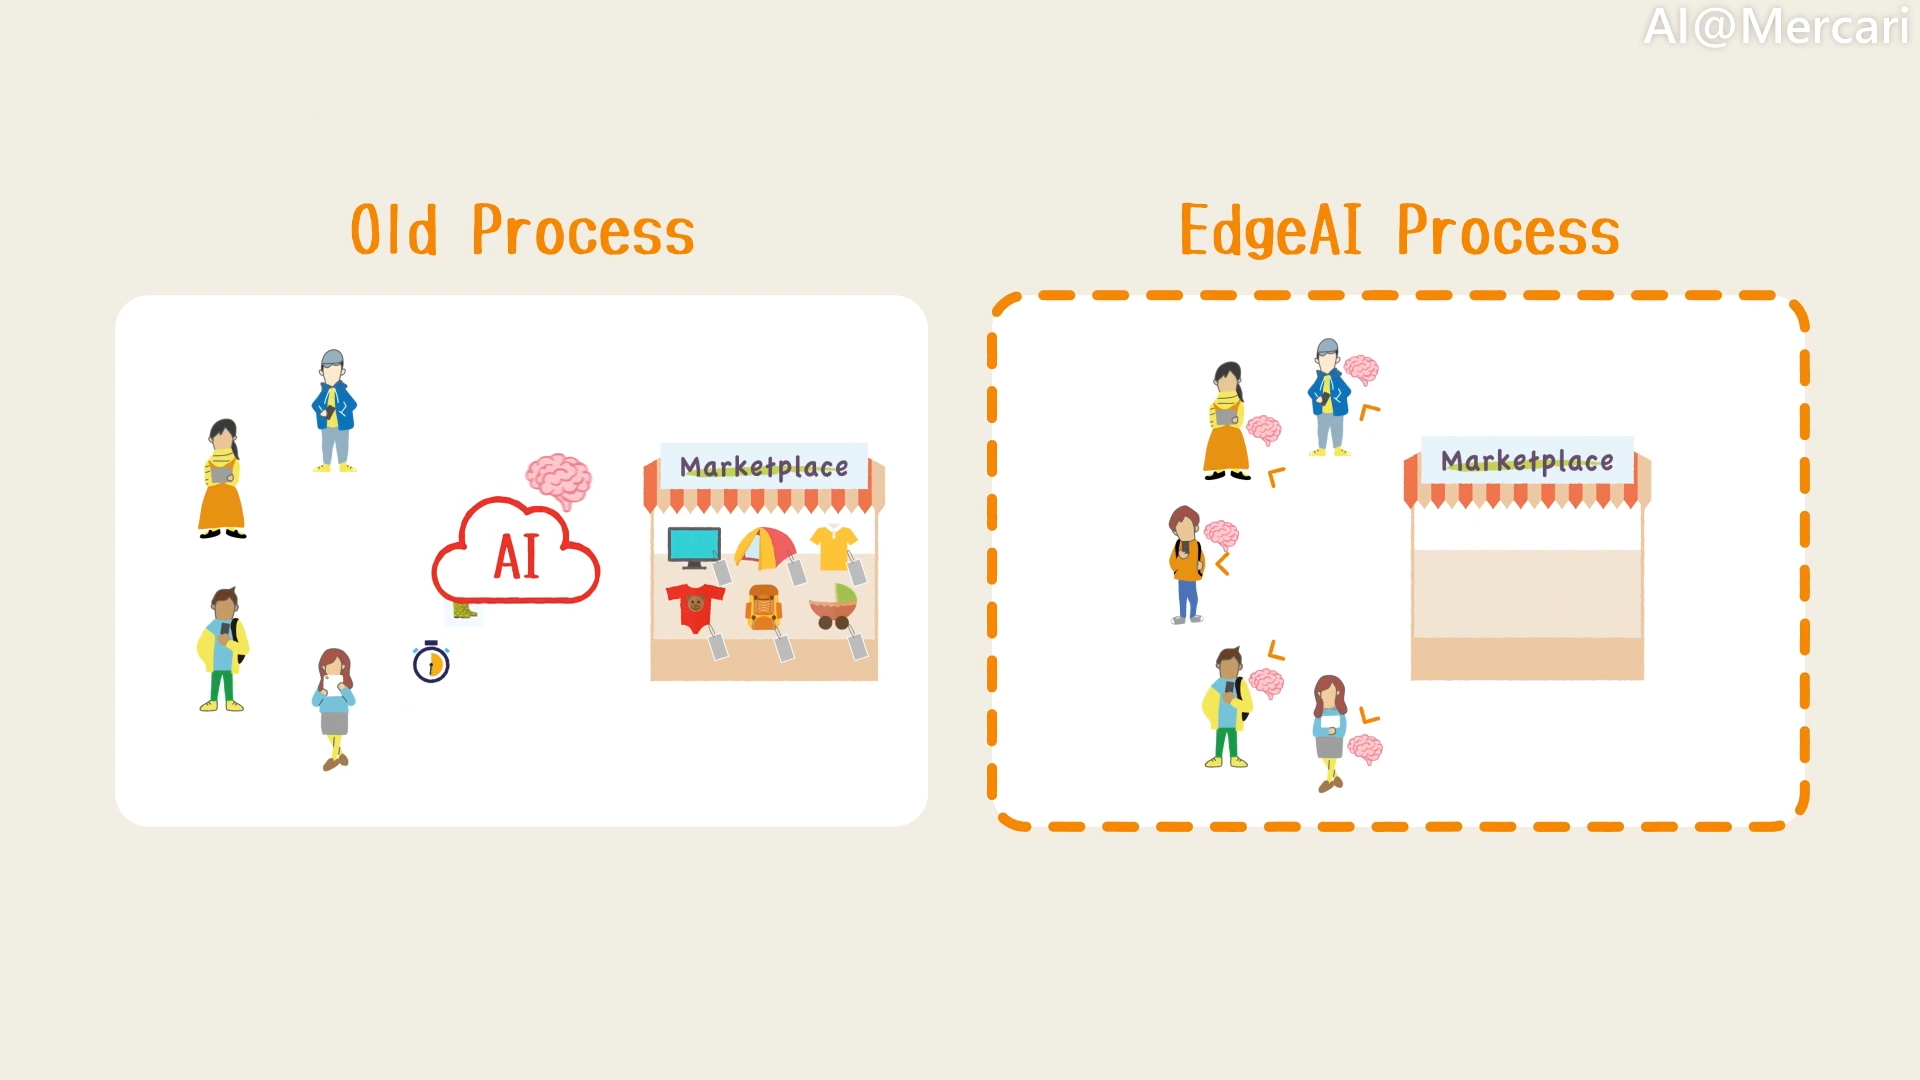 AI@Mercari
Old Process
EdgeAI Process
AI
Marketplace
Marketplace